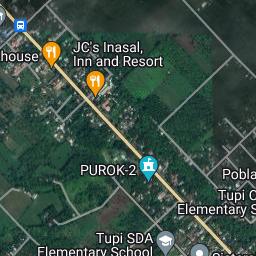 JC's Inasal,
Inn and Resort
house
PUROK-2
Pobla
Tupi C
Elementary S
Tupi SDA
Elementary School